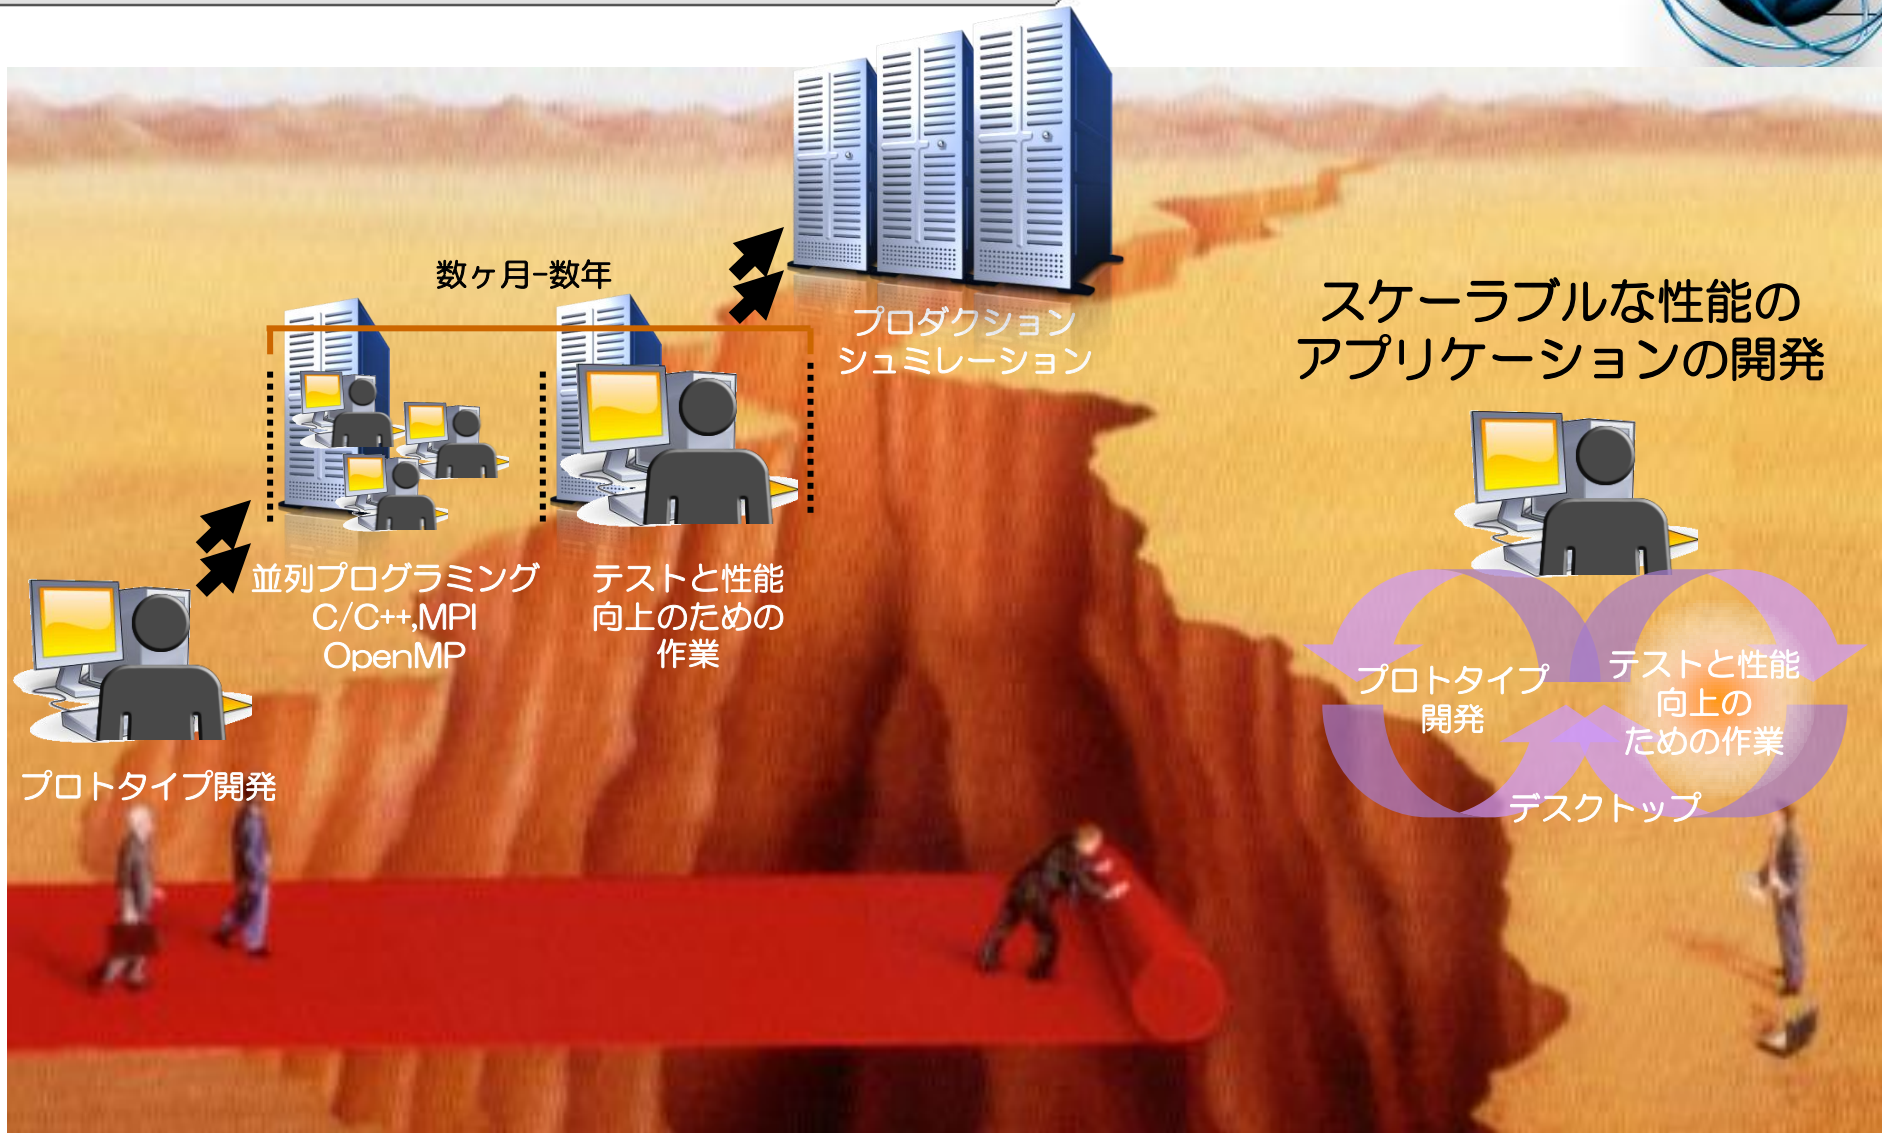 数ヶ月-数年
プロダクション
シュミレーション
スケーラブルな性能の
アプリケーションの開発
並列プログラミング
C/C++,MPI
OpenMP
テストと性能
向上のための
作業
プロトタイプ開発
プロトタイプ
開発
テストと性能
向上の
ための作業
デスクトップ